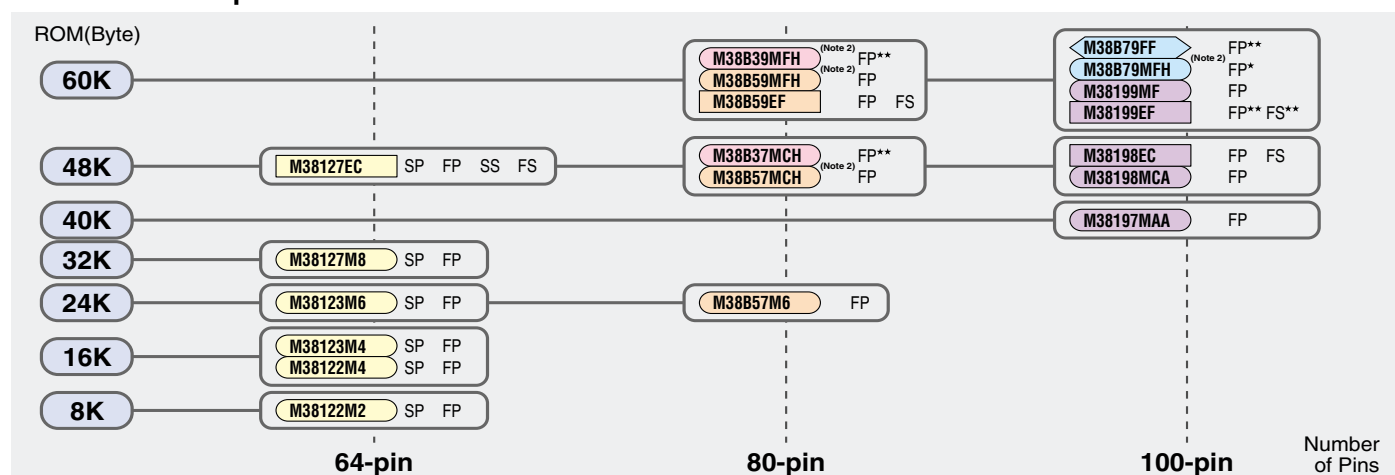 ROM(Byte)
60K
M38B39MFH (Note 2) FP★★
M38B59MFH (Note 2) FP
M38B59EF FP FS
M38B79FF FP★★
M38B79MFH (Note 2) FP★
M38199MF FP
M38199EF FP★★ FS★★
48K
M38127EC SP FP SS FS
M38B37MCH FP★★
M38B57MCH (Note 2) FP
M38198EC FP FS
M38198MCA FP
40K
M38197MAA FP
32K
M38127M8 SP FP
24K
M38123M6 SP FP
M38B57M6 FP
16K
M38123M4 SP FP
M38122M4 SP FP
8K
M38122M2 SP FP
64-pin
80-pin
100-pin
Number
of Pins